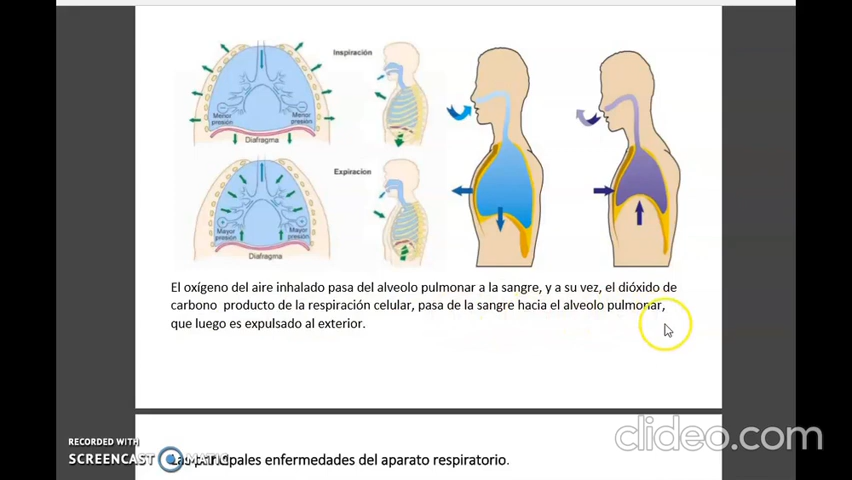 Inspiración
Menor
presión
Menor
presión
Diafragma
Expiracion
Mayor
presión
Mayor
presión
Diafragma
El oxígeno del aire inhalado pasa del alveolo pulmonar a la sangre, y a su vez, el dióxido de
carbono producto de la respiración celular, pasa de la sangre hacia el alveolo pulmonar,
que luego es expulsado al exterior.
clideo.com
RECORDED WITH
SCREENCAST MATIC
principales enfermedades del aparato respiratorio.